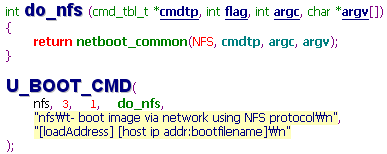 int do_nfs (cmd_tbl_t *cmdtp, int flag, int argc, char *argv[])
{
return netboot_common(NFS, cmdtp, argc, argv);
}
U_BOOT_CMD(
nfs, 3, 1, do_nfs,
"nfs₩t- boot image via network using NFS protocol₩n",
"[loadAddress] [host ip addr:bootfilename]₩n"
);